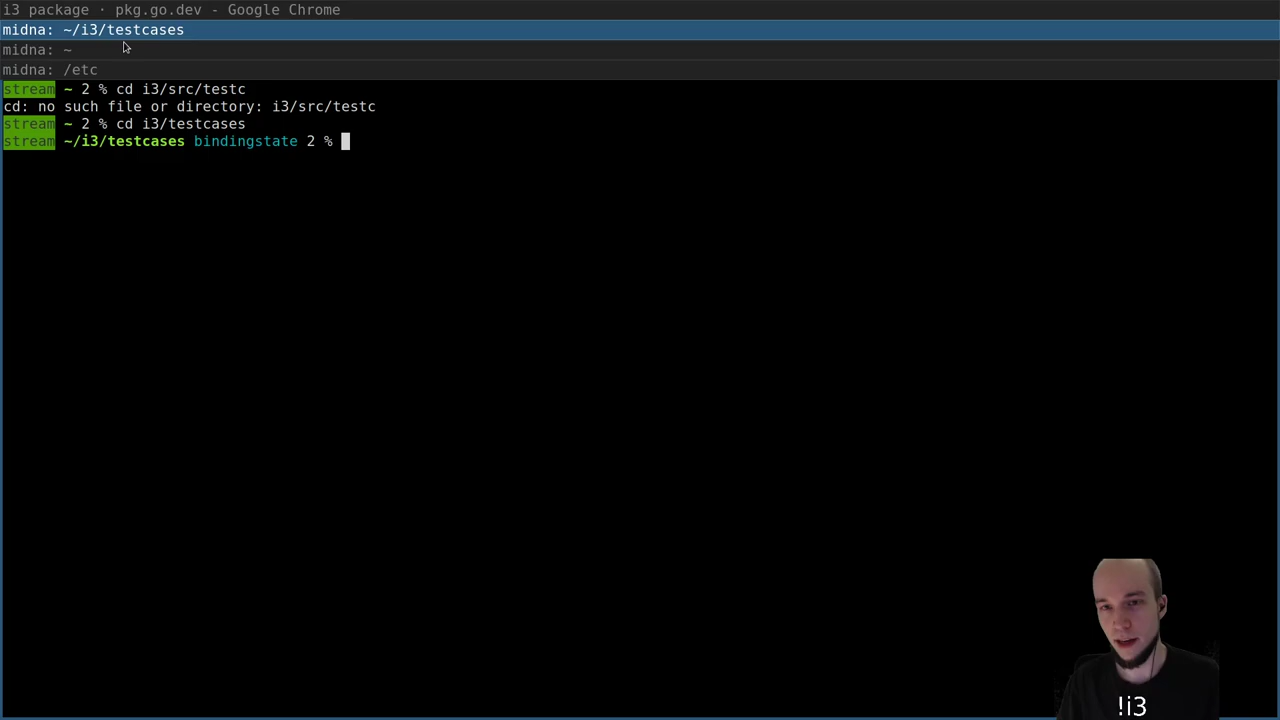 i3 package · pkg.go.dev - Google Chrome
midna: ~/i3/testcases
midna: ~
midna: /etc
stream ~ 2 % cd i3/src/testc
cd: no such file or directory: i3/src/testc
stream ~ 2 % cd i3/testcases
stream ~/i3/testcases bindingstate 2 %
!i3